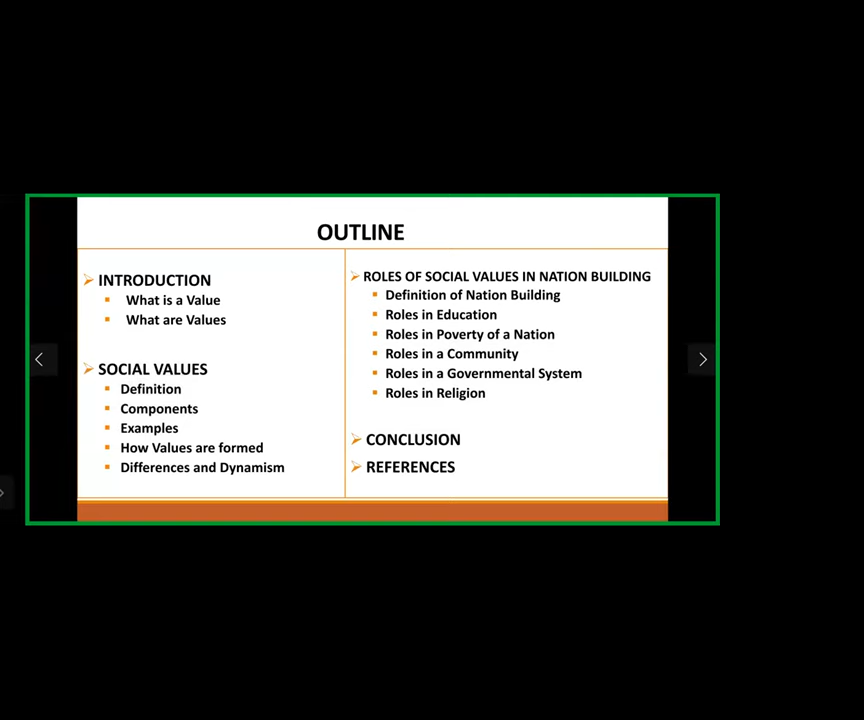 OUTLINE
INTRODUCTION
What is a Value
What are Values
SOCIAL VALUES
Definition
Components
Examples
How Values are formed
Differences and Dynamism
ROLES OF SOCIAL VALUES IN NATION BUILDING
Definition of Nation Building
Roles in Education
Roles in Poverty of a Nation
Roles in a Community
Roles in a Governmental System
Roles in Religion
CONCLUSION
REFERENCES